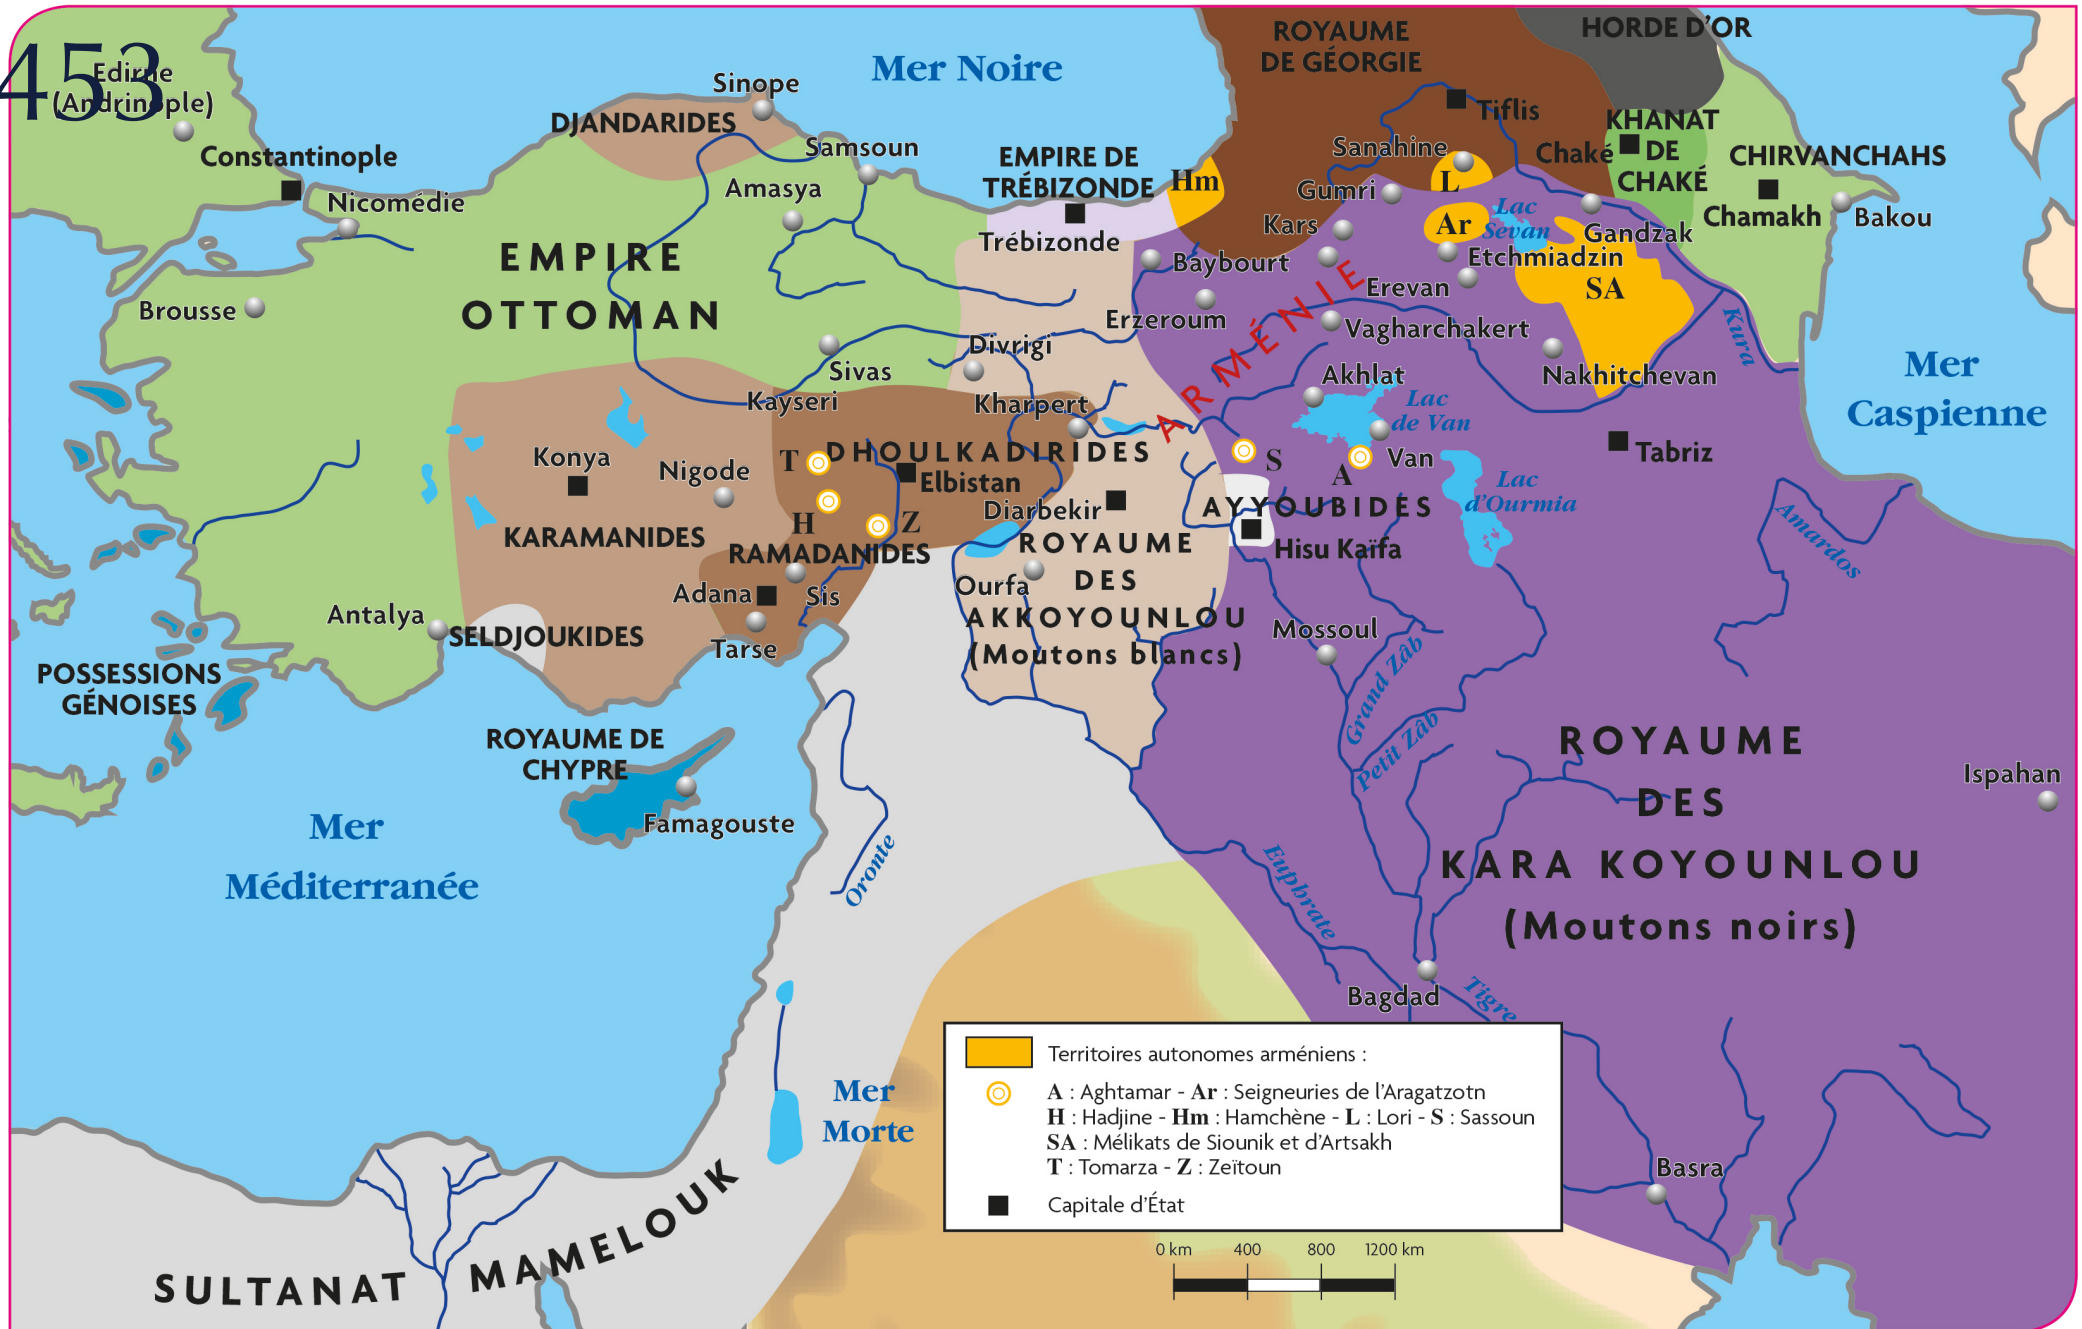 453
Edirne
(Andrinople)
Constantinople
Nicomédie
Brousse
EMPIRE
OTTOMAN
DJANDARIDES
Sinope
Samsoun
Amasya
Mer Noire
EMPIRE DE
TRÉBIZONDE
Trébizonde
Hm
ROYAUME
DE GÉORGIE
HORDE D'OR
Tiflis
Sanahine
L
Gumri
Kars
Ar
Lac
Sevan
KHANAT
DE
CHAKÉ
Chaké
CHIRVANCHAHS
Chamakh
Bakou
Gandzak
Etchmiadzin
SA
Erevan
Baybourt
Erzeroum
ARMÉNIE
Vagharchakert
Nakhitchevan
Kura
Mer
Caspienne
Sivas
Divrigi
Kayseri
Kharpert
Akhlat
Lac
de Van
Van
A
S
Tabriz
Lac
d'Ourmia
Amardos
Konya
Nigode
T
H
Z
DHOULKADIRIDES
Elbistan
Diarbekir
AYYOUBIDES
Hisu Kaïfa
KARAMANIDES
RAMADANIDES
Adana
Sis
Tarse
Ourfa
ROYAUME
DES
AKKOYOUNLOU
(Moutons blancs)
Antalya
SELDJOUKIDES
Mossoul
Grand Zâb
Petit Zâb
POSSESSIONS
GÉNOISES
ROYAUME DE
CHYPRE
Famagouste
Mer
Méditerranée
Oronte
ROYAUME
DES
KARA KOYOUNLOU
(Moutons noirs)
Ispahan
Euphrate
Bagdad
Tigre
Basra
Mer
Morte
SULTANAT MAMELOUK
Territoires autonomes arméniens :
A : Aghtamar - Ar : Seigneuries de l'Aragatzotn
H : Hadjine - Hm : Hamchène - L : Lori - S : Sassoun
SA : Mélikats de Siounik et d'Artsakh
T : Tomarza - Z : Zeïtoun
Capitale d'État
0 km 400 800 1200 km